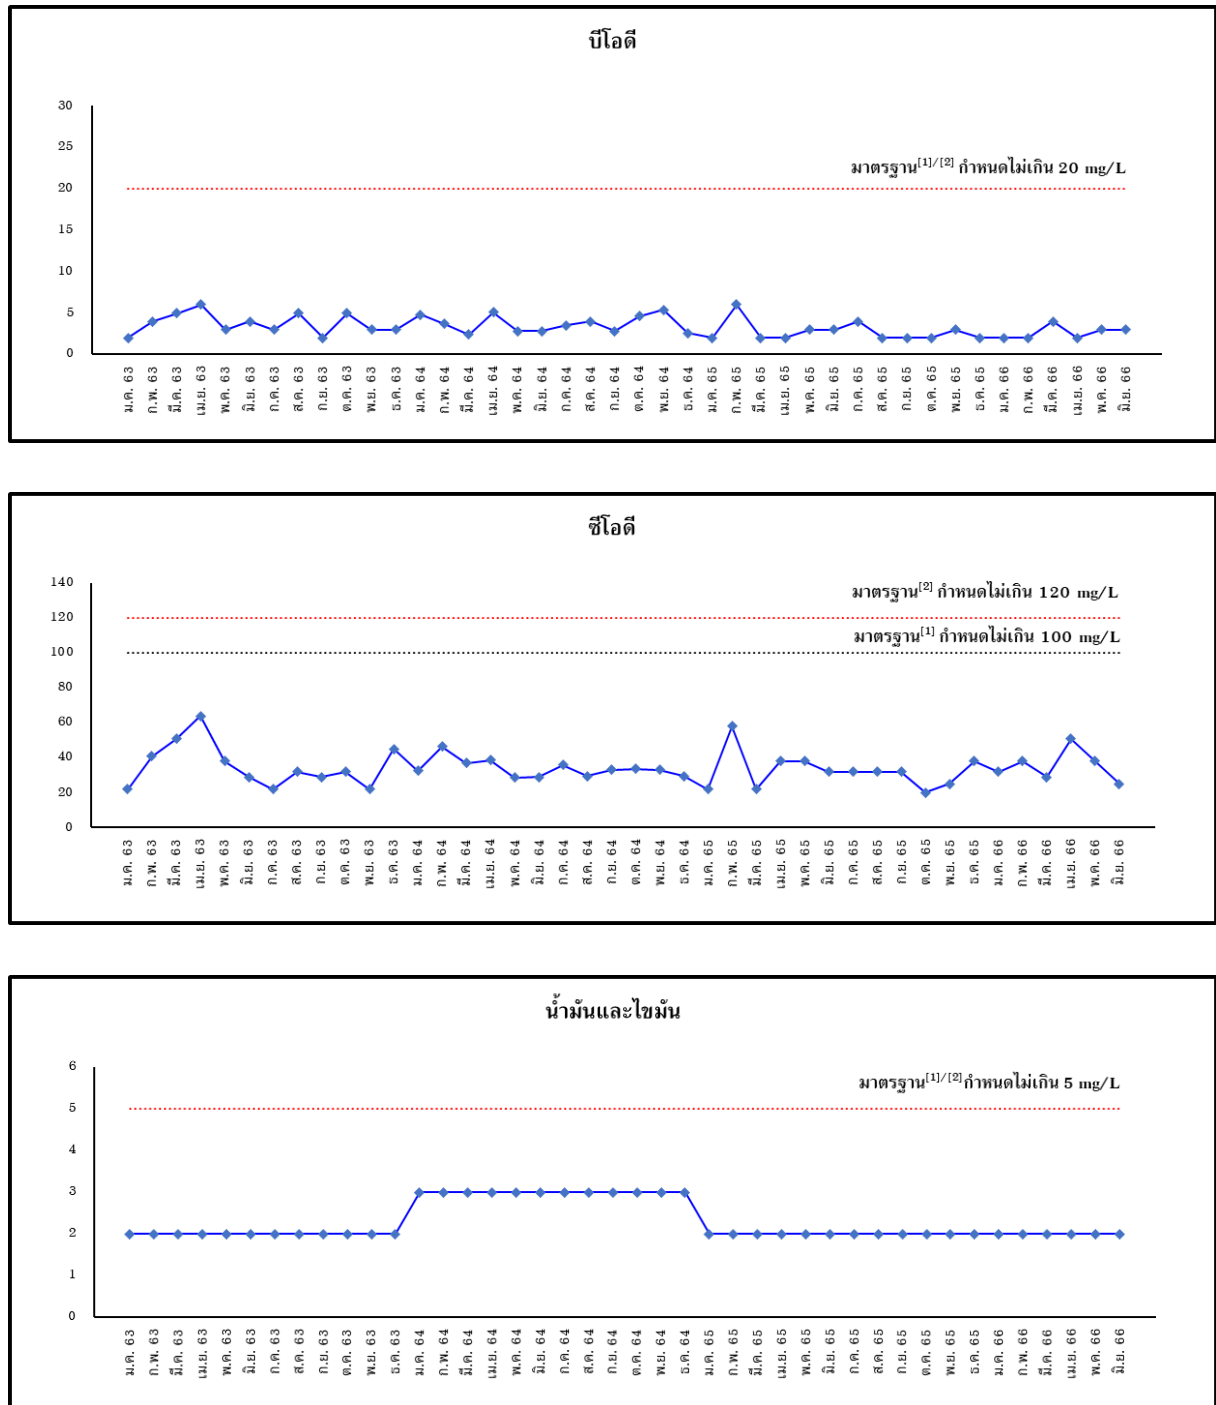 บีโอดี
30
25
20
15
10
5
0
มาตรฐาน[1]/[2] กำหนดไม่เกิน 20 mg/L
ม.ค. 63
ก.พ. 63
มี.ค. 63
เม.ย. 63
พ.ค. 63
มิ.ย. 63
ก.ค. 63
ส.ค. 63
ก.ย. 63
ต.ค. 63
พ.ย. 63
ธ.ค. 63
ม.ค. 64
ก.พ. 64
มี.ค. 64
เม.ย. 64
พ.ค. 64
มิ.ย. 64
ก.ค. 64
ส.ค. 64
ก.ย. 64
ต.ค. 64
พ.ย. 64
ธ.ค. 64
ม.ค. 65
ก.พ. 65
มี.ค. 65
เม.ย. 65
พ.ค. 65
มิ.ย. 65
ก.ค. 65
ส.ค. 65
ก.ย. 65
ต.ค. 65
พ.ย. 65
ธ.ค. 65
ม.ค. 66
ก.พ. 66
มี.ค. 66
เม.ย. 66
พ.ค. 66
มิ.ย. 66
ซีโอดี
140
120
100
80
60
40
20
0
มาตรฐาน[2] กำหนดไม่เกิน 120 mg/L
มาตรฐาน[1] กำหนดไม่เกิน 100 mg/L
ม.ค. 63
ก.พ. 63
มี.ค. 63
เม.ย. 63
พ.ค. 63
มิ.ย. 63
ก.ค. 63
ส.ค. 63
ก.ย. 63
ต.ค. 63
พ.ย. 63
ธ.ค. 63
ม.ค. 64
ก.พ. 64
มี.ค. 64
เม.ย. 64
พ.ค. 64
มิ.ย. 64
ก.ค. 64
ส.ค. 64
ก.ย. 64
ต.ค. 64
พ.ย. 64
ธ.ค. 64
ม.ค. 65
ก.พ. 65
มี.ค. 65
เม.ย. 65
พ.ค. 65
มิ.ย. 65
ก.ค. 65
ส.ค. 65
ก.ย. 65
ต.ค. 65
พ.ย. 65
ธ.ค. 65
ม.ค. 66
ก.พ. 66
มี.ค. 66
เม.ย. 66
พ.ค. 66
มิ.ย. 66
น้ำมันและไขมัน
6
5
4
3
2
1
0
มาตรฐาน[1]/[2]กำหนดไม่เกิน 5 mg/L
ม.ค. 63
ก.พ. 63
มี.ค. 63
เม.ย. 63
พ.ค. 63
มิ.ย. 63
ก.ค. 63
ส.ค. 63
ก.ย. 63
ต.ค. 63
พ.ย. 63
ธ.ค. 63
ม.ค. 64
ก.พ. 64
มี.ค. 64
เม.ย. 64
พ.ค. 64
มิ.ย. 64
ก.ค. 64
ส.ค. 64
ก.ย. 64
ต.ค. 64
พ.ย. 64
ธ.ค. 64
ม.ค. 65
ก.พ. 65
มี.ค. 65
เม.ย. 65
พ.ค. 65
มิ.ย. 65
ก.ค. 65
ส.ค. 65
ก.ย. 65
ต.ค. 65
พ.ย. 65
ธ.ค. 65
ม.ค. 66
ก.พ. 66
มี.ค. 66
เม.ย. 66
พ.ค. 66
มิ.ย. 66